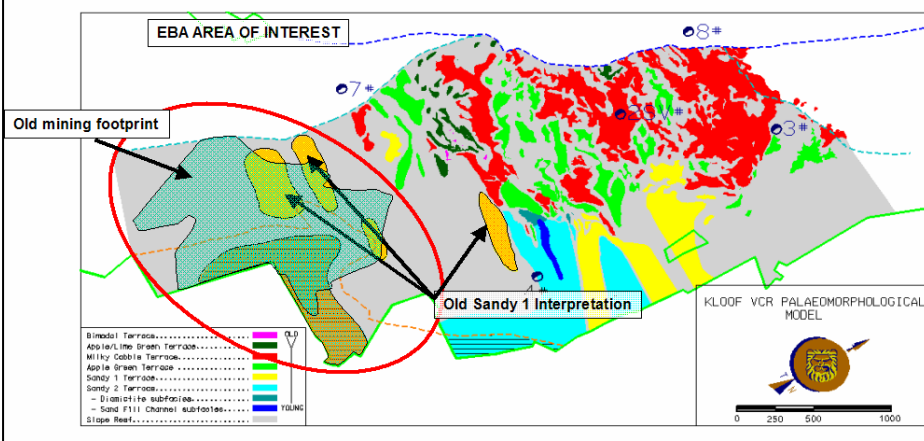 EBA AREA OF INTEREST
8#
7#
Old mining footprint
3#
4#
Old Sandy 1 Interpretation
KLOOF VCR PALAEOMORPHOLOGICAL
MODEL
Bimodal Terrace
OLD
Apple/Lime Green Terrace
Milky Cobble Terrace
Apple Green Terrace
Sandy 1 Terrace
Sandy 2 Terrace
- Diamictite subfacies
- Sand Fill Channel subfacies
YOUNG
Slope Reef
0 250 500 1000